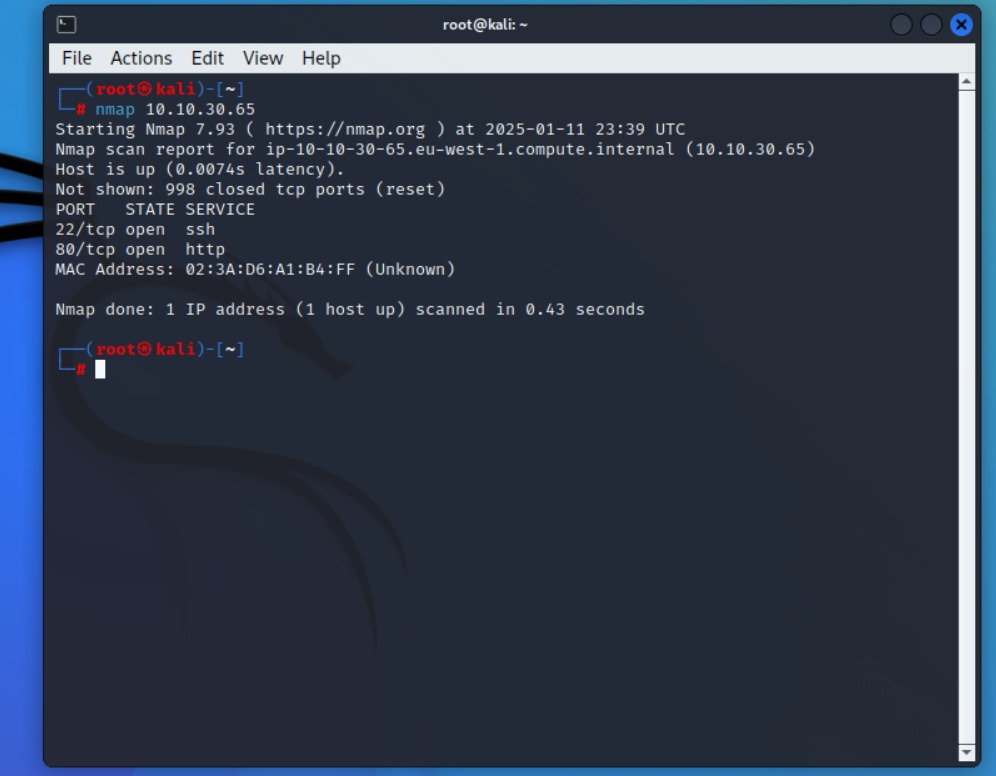 root@kali: ~
File Actions Edit View Help
┌──(root㉿kali)-[~]
└─# nmap 10.10.30.65
Starting Nmap 7.93 ( https://nmap.org ) at 2025-01-11 23:39 UTC
Nmap scan report for ip-10-10-30-65.eu-west-1.compute.internal (10.10.30.65)
Host is up (0.0074s latency).
Not shown: 998 closed tcp ports (reset)
PORT   STATE SERVICE
22/tcp open  ssh
80/tcp open  http
MAC Address: 02:3A:D6:A1:B4:FF (Unknown)
Nmap done: 1 IP address (1 host up) scanned in 0.43 seconds
┌──(root㉿kali)-[~]
└─#